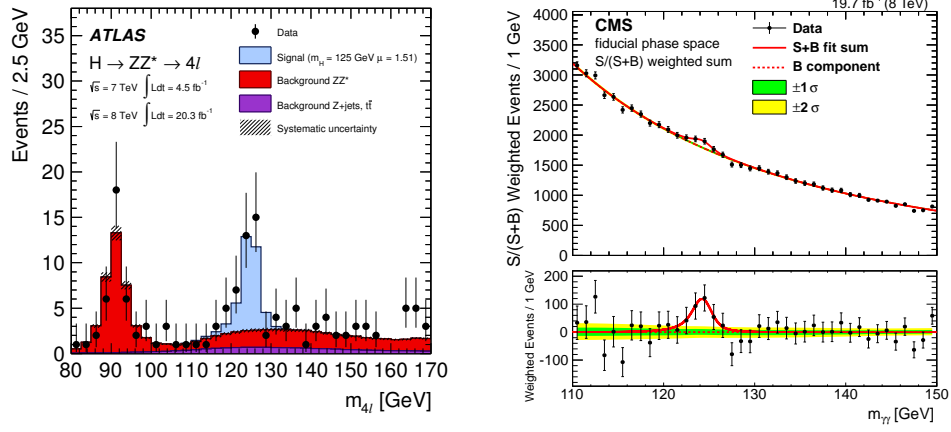 Events / 2.5 GeV
35
30
25
20
15
10
5
0
80 90 100 110 120 130 140 150 160 170
m4l [GeV]
ATLAS
H → ZZ* → 4l
√s = 7 TeV ∫Ldt = 4.5 fb⁻¹
√s = 8 TeV ∫Ldt = 20.3 fb⁻¹
Data
Signal (mH = 125 GeV μ = 1.51)
Background ZZ*
Background Z+jets, tt̄
Systematic uncertainty
19.7 fb⁻¹ (8 TeV)
S/(S+B) Weighted Events / 1 GeV
4000
3500
3000
2500
2000
1500
1000
500
0
CMS
fiducial phase space
S/(S+B) weighted sum
Data
S+B fit sum
B component
±1 σ
±2 σ
Weighted Events / 1 GeV
200
100
0
-100
110 120 130 140 150
mγγ [GeV]